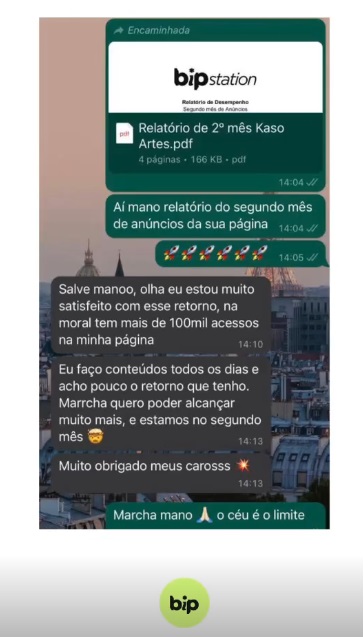 Encaminhada
bipstation
Relatório de Desempenho
Segundo mês de Anúncios
pdf
Relatório de 2º mês Kaso
Artes.pdf
4 páginas • 166 KB • pdf
14:04
Aí mano relatório do segundo mês
de anúncios da sua página
14:04
🚀🚀🚀🚀🚀🚀
14:05
Salve manoo, olha eu estou muito
satisfeito com esse retorno, na
moral tem mais de 100mil acessos
na minha página
14:10
Eu faço conteúdos todos os dias e
acho pouco o retorno que tenho.
Marrcha quero poder alcançar
muito mais, e estamos no segundo
mês 🤯
14:13
Muito obrigado meus carosss 💥
14:13
Marcha mano 🙏🏻 o céu é o limite
bip